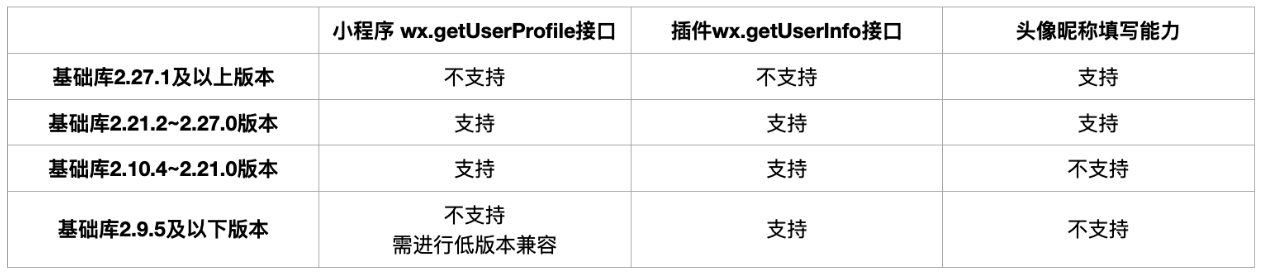 小程序 wx.getUserProfile接口 插件wx.getUserInfo接口 头像昵称填写能力
基础库2.27.1及以上版本 不支持 不支持 支持
基础库2.21.2~2.27.0版本 支持 支持 支持
基础库2.10.4~2.21.0版本 支持 支持 不支持
基础库2.9.5及以下版本 不支持 支持 不支持
需进行低版本兼容